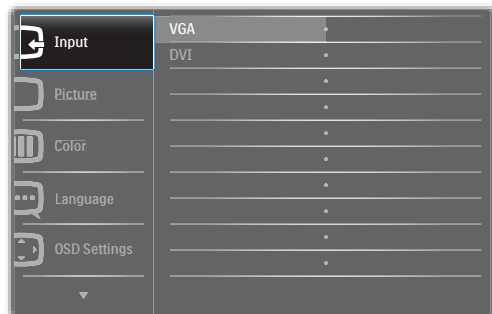 Input
Picture
Color
Language
OSD Settings
VGA
DVI